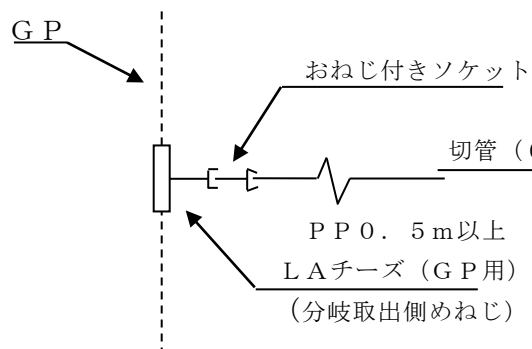 ＧＰ
おねじ付きソケット
切管（
ＰＰ０．５ｍ以上
ＬＡチーズ（ＧＰ用）
（分岐取出側めねじ）